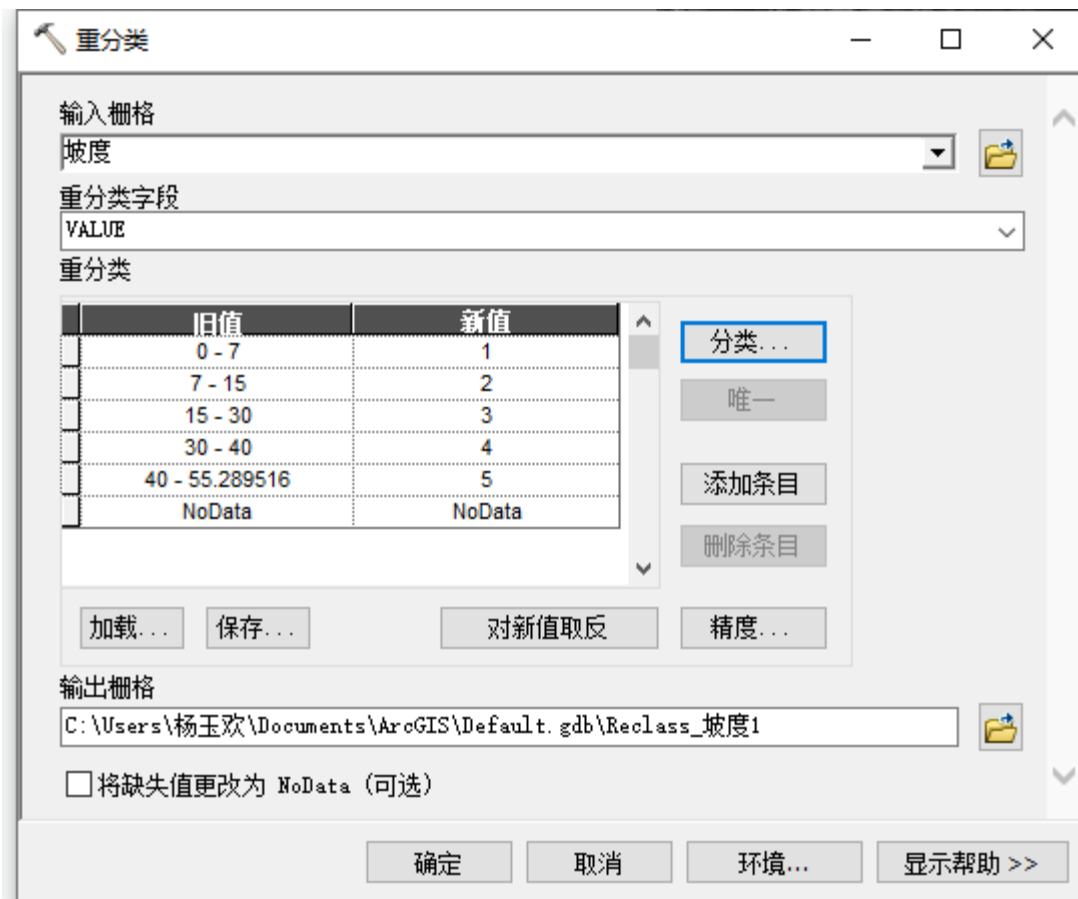 重分类
输入栅格
坡度
重分类字段
VALUE
重分类
旧值 新值
0 - 7 1
7 - 15 2
15 - 30 3
30 - 40 4
40 - 55.289516 5
NoData NoData
分类...
唯一
添加条目
删除条目
加载... 保存... 对新值取反 精度...
输出栅格
C:\Users\杨玉欢\Documents\ArcGIS\Default.gdb\Reclass_坡度1
将缺失值更改为 NoData (可选)
确定 取消 环境... 显示帮助 >>